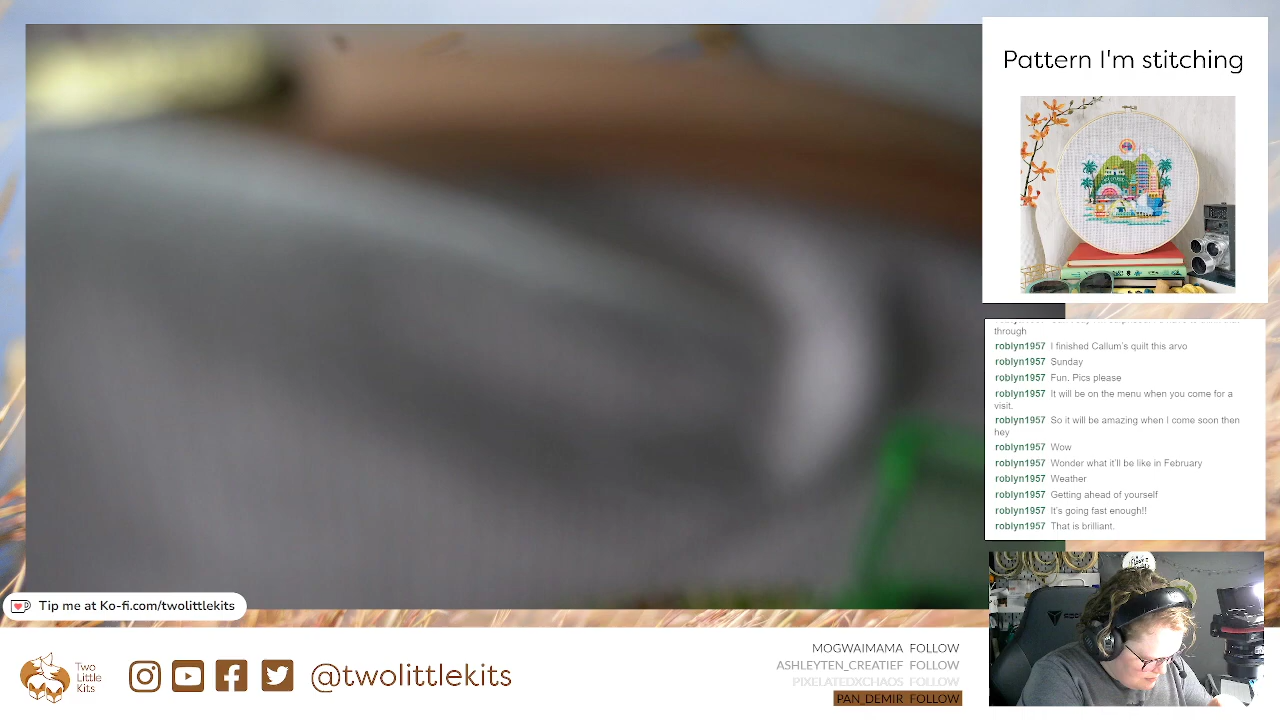 Pattern I'm stitching
through
roblyn1957 I finished Callum's quilt this arvo
roblyn1957 Sunday
roblyn1957 Fun. Pics please
roblyn1957 It will be on the menu when you come for a
visit.
roblyn1957 So it will be amazing when I come soon then
hey
roblyn1957 Wow
roblyn1957 Wonder what it'll be like in February
roblyn1957 Weather
roblyn1957 Getting ahead of yourself
roblyn1957 It's going fast enough!!
roblyn1957 That is brilliant.
Tip me at Ko-fi.com/twolittlekits
Two
Little
Kits
@twolittlekits
MOGWAIMAMA FOLLOW
ASHLEYTEN_CREATIEF FOLLOW
PIXELATEDXCHAOS FOLLOW
PAN_DEMIR FOLLOW